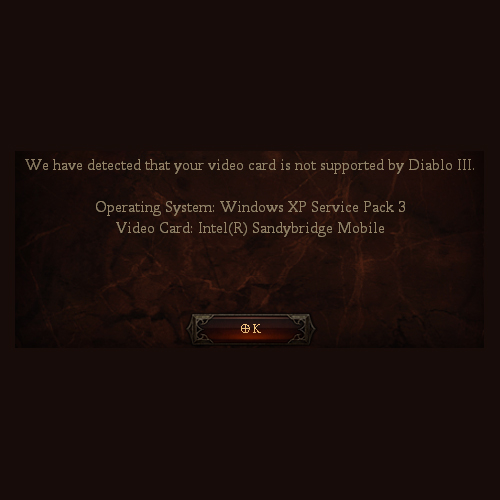 We have detected that your video card is not supported by Diablo III.
Operating System: Windows XP Service Pack 3
Video Card: Intel(R) Sandybridge Mobile
OK